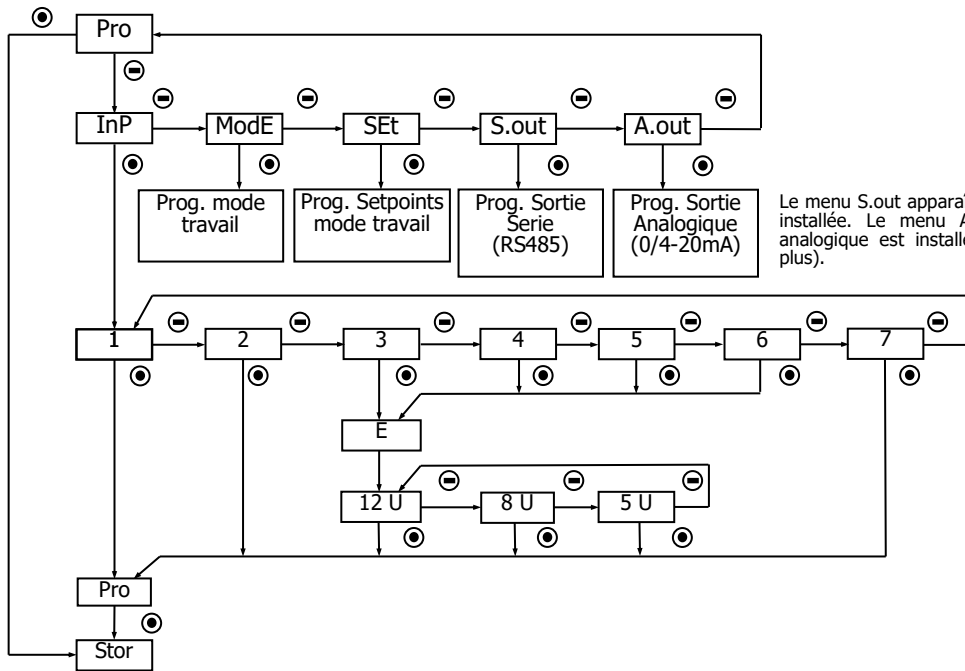 Pro
InP
ModE
SEt
S.out
A.out
Prog. mode
travail
Prog. Setpoints
mode travail
Prog. Sortie
Serie
(RS485)
Prog. Sortie
Analogique
(0/4-20mA)
Le menu S.out
installée. Le menu
analogique est
plus).
1
2
3
4
5
6
7
E
12 U
8 U
5 U
Pro
Stor